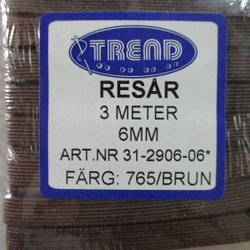 TREND
RESÅR
3 METER
6MM
ART.NR 31-2906-06*
FÄRG: 765/BRUN